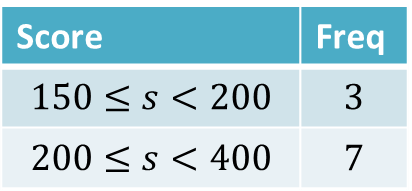 Score Freq
150 ≤ s < 200 3
200 ≤ s < 400 7